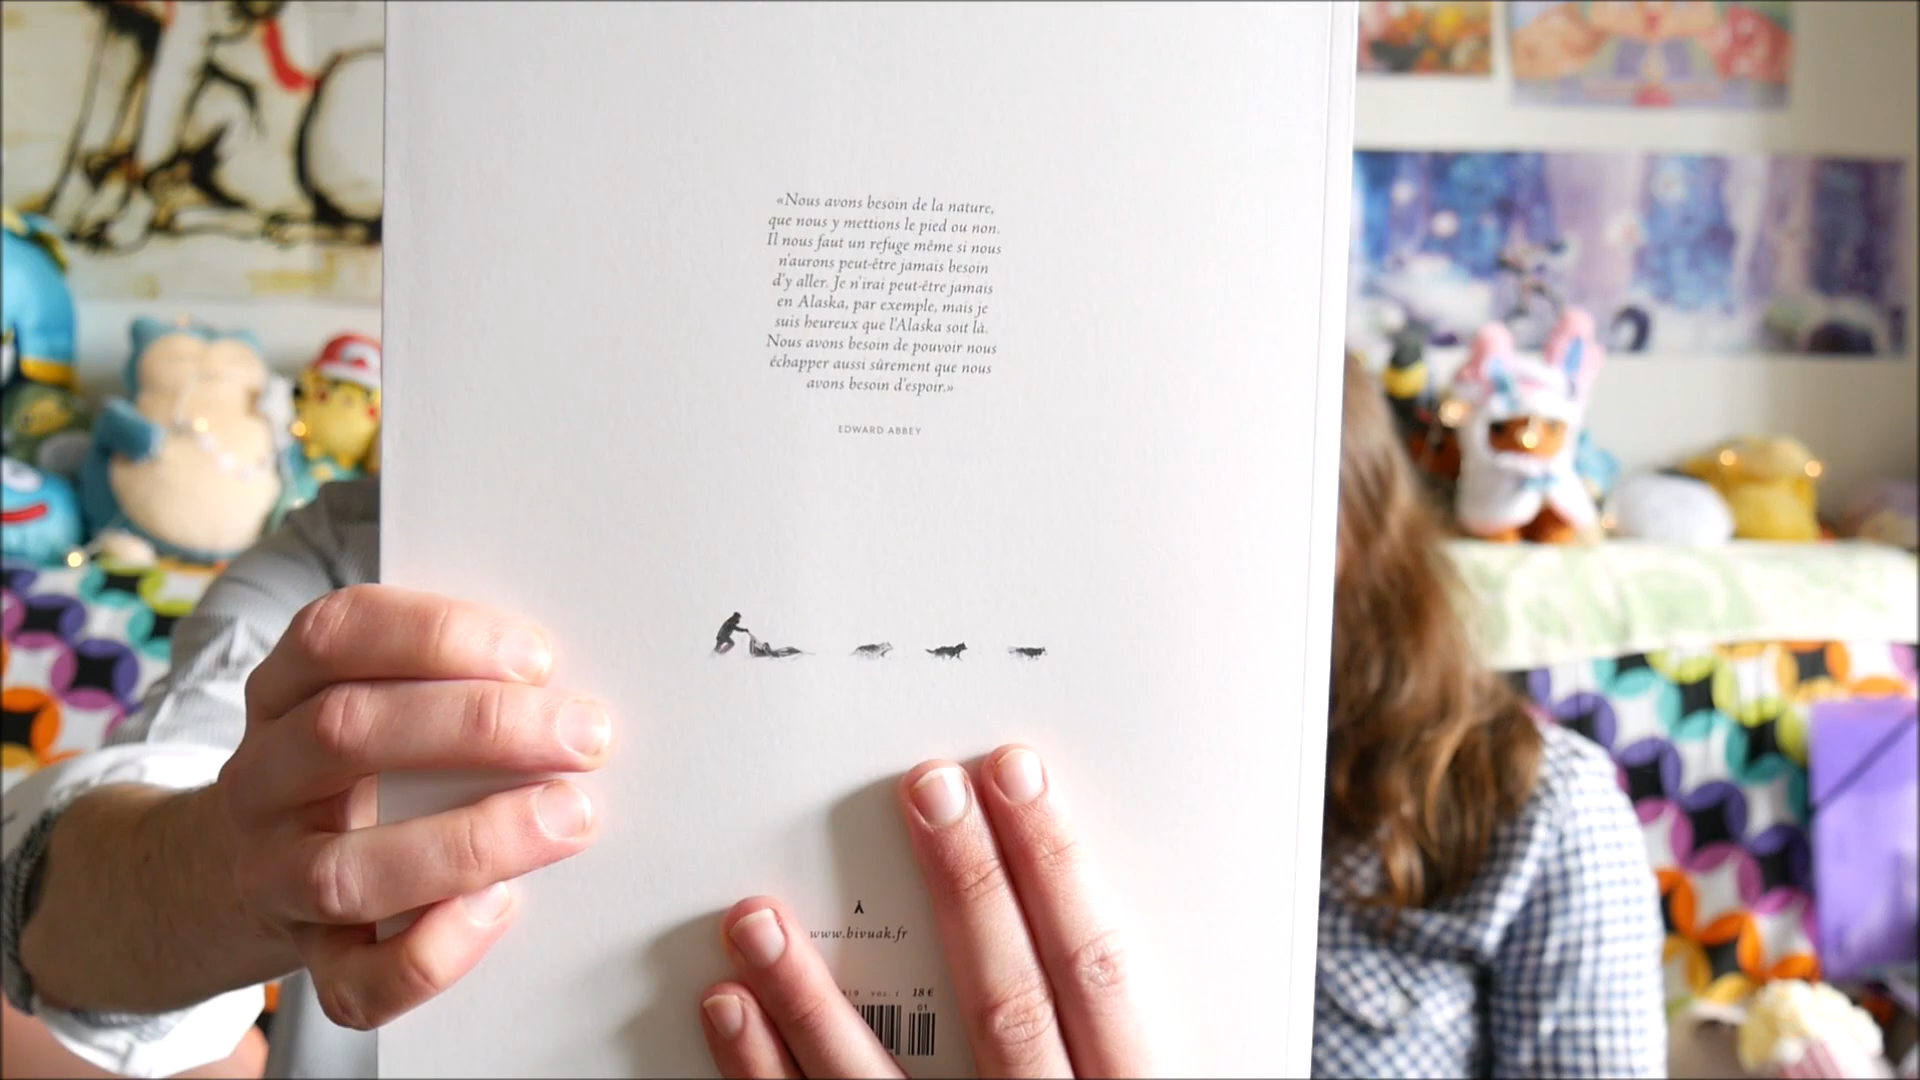 «Nous avons besoin de la nature,
que nous y mettions le pied ou non.
Il nous faut un refuge même si nous
n'aurons peut-être jamais besoin
d'y aller. Je n'irai peut-être jamais
en Alaska, par exemple, mais je
suis heureux que l'Alaska soit là.
Nous avons besoin de pouvoir nous
échapper aussi sûrement que nous
avons besoin d'espoir.»
EDWARD ABBEY
www.bivuak.fr
18 €
01